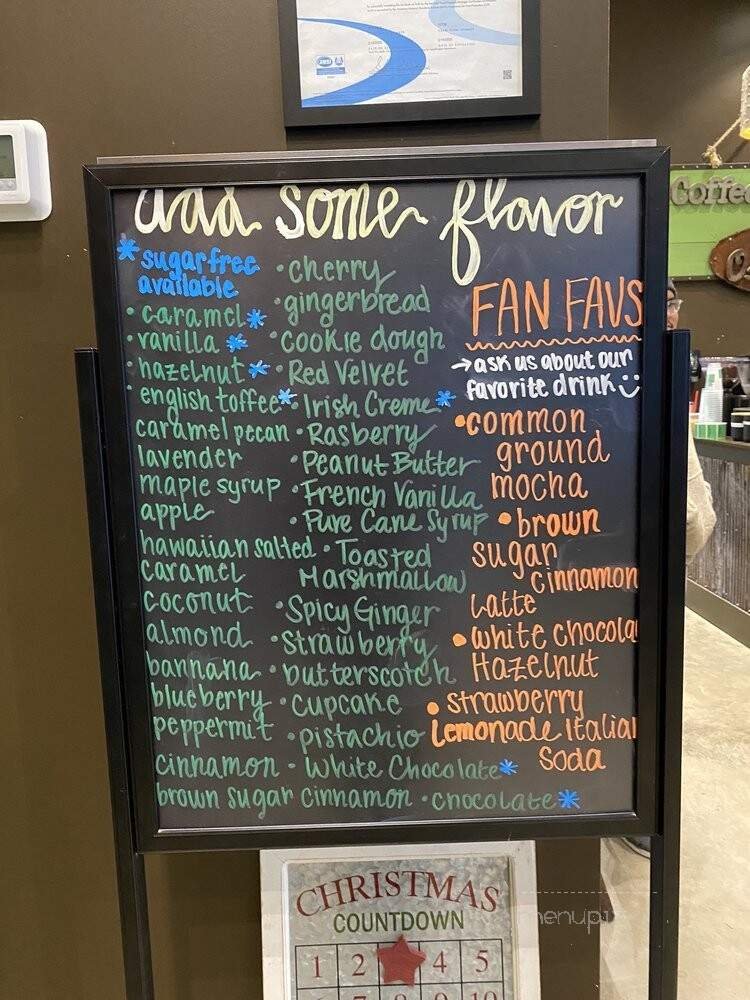 add some flavor
*sugarfree
available
• caramel*
• vanilla *
• hazelnut *
• english toffee*
caramel pecan
lavender
maple syrup
apple
hawaiian salted
caramel
coconut
almond
bannana
blueberry
peppermit
cinnamon
brown sugar cinnamon
• cherry
• gingerbread
• cookie dough
• Red Velvet
• Irish Creme*
• Rasberry
• Peanut Butter
• French Vanilla
• Pure Cane Syrup
• Toasted
Marshmallow
• Spicy Ginger
• strawberry
• butterscotch
• cupcake
• pistachio
• White Chocolate*
• chocolate*
FAN FAVS
→ask us about our
favorite drink
•common
ground
mocha
•brown
sugar
cinnamon
Latte
•white chocola
Hazelnut
• strawberry
Lemonade Italian
Soda
Coffee
CHRISTMAS
COUNTDOWN
1 2 4 5
menupix